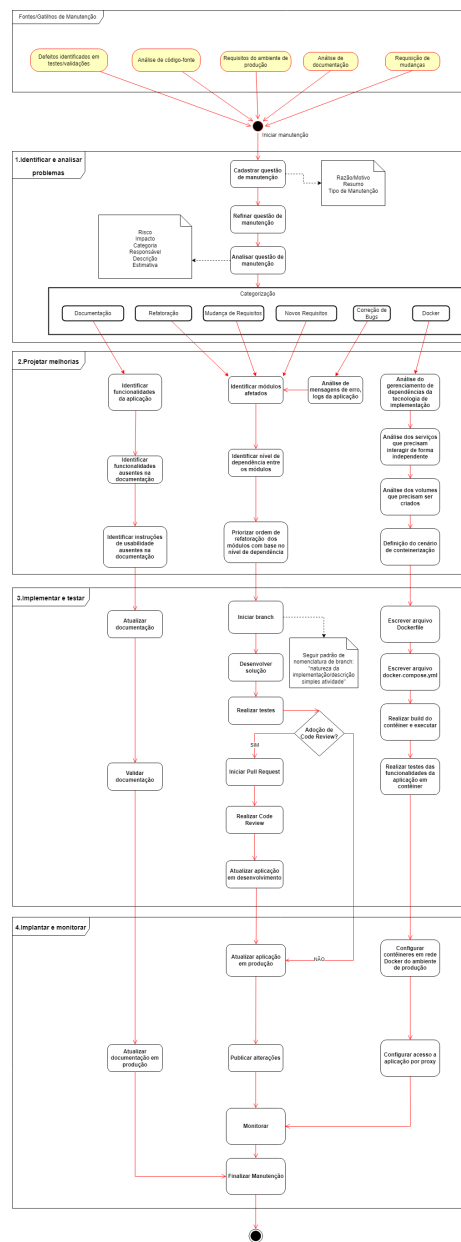 Fontes/Gatilhos de Manutenção
Defeitos identificados em
testes/validações
Análise de código-fonte
Requisitos do ambiente de
produção
Análise de
documentação
Requsição de
mudanças
Iniciar manutenção
1.Identificar e analisar
problemas
Cadastrar questão
de manutenção
Razão/Motivo
Resumo
Tipo de Manutenção
Refinar questão de
manutenção
Risco
Impacto
Categoria
Responsável
Descrição
Estimativa
Analisar questão de
manutenção
Categorização
Documentação
Refatoração
Mudança de Requisitos
Novos Requisitos
Correção de
Bugs
Docker
2.Projetar melhorias
Identificar
funcionalidades
da aplicação
Identificar módulos
afetados
Análise de
mensagens de erro,
logs da aplicação
Análise do
gerenciamento de
dependências da
tecnologia de
implementação
Identificar
funcionalidades
ausentes na
documentação
Identificar nível de
dependência entre
os módulos
Análise dos serviços
que precisam
interagir de forma
independente
Análise dos volumes
que precisam ser
criados
Identificar instruções
de usabilidade
ausentes na
documentação
Priorizar ordem de
refatoração dos
módulos com base no
nível de dependência
Definição do cenário
de conteinerização
3.Implementar e testar
Atualizar
documentação
Iniciar branch
Escrever arquivo
Dockerfile
Seguir padrão de
nomenclatura de branch:
"natureza da
implementação/descrição
simples atividade"
Desenvolver
solução
Escrever arquivo
docker.compose.yml
Realizar testes
Realizar build do
contêiner e executar
Adoção de
Code Review?
SIM
Validar
documentação
Iniciar Pull Request
Realizar testes das
funcionalidades da
aplicação em
contêiner
Realizar Code
Review
Atualizar aplicação
em desenvolvimento
4.Implantar e monitorar
Atualizar aplicação
em produção
NÃO
Configurar
contêineres em rede
Docker do ambiente
de produção
Atualizar
documentação em
produção
Publicar alterações
Configurar acesso a
aplicação por proxy
Monitorar
Finalizar Manutenção